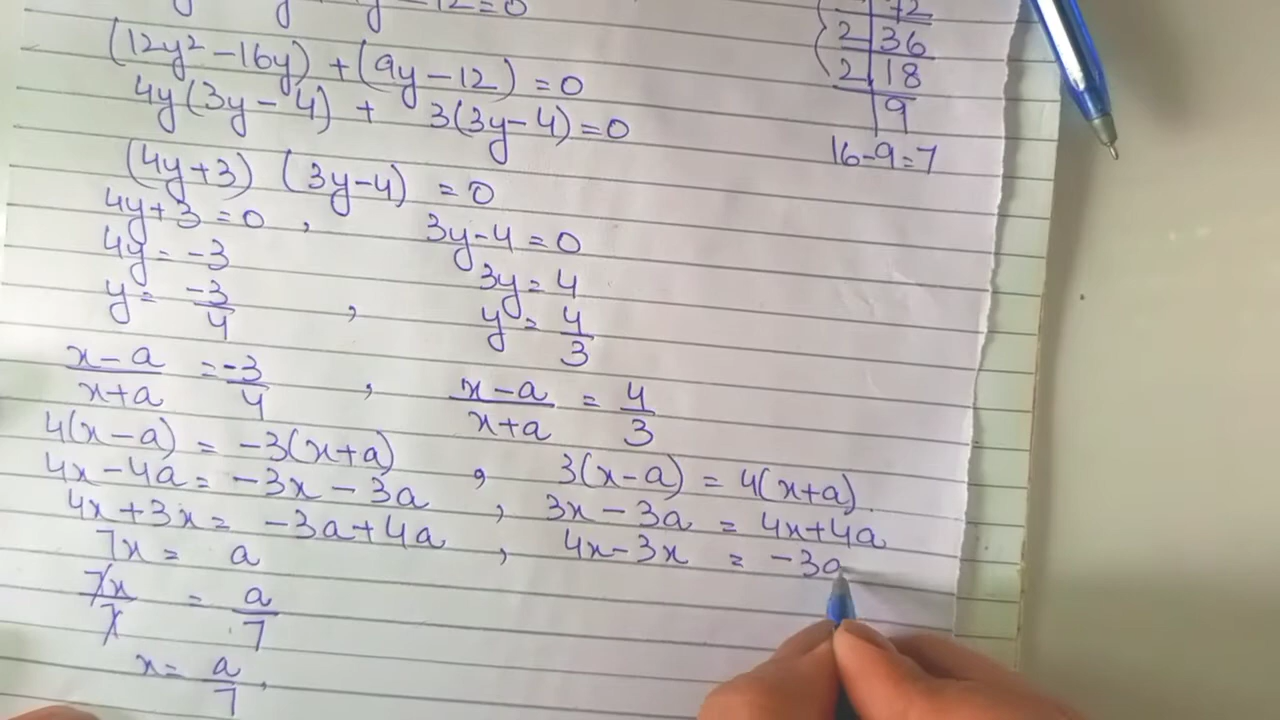 -12=0
(12y² -16y) + (9y-12) = 0
4y(3y-4) + 3(3y-4)=0
(4y+3) (3y-4) = 0
4y+3=0 , 3y-4=0
4y= -3 3y=4
y= -3/4 , y= 4/3
x-a/x+a = -3/4 , x-a/x+a = 4/3
4(x-a) = -3(x+a) , 3(x-a) = 4(x+a).
4x-4a= -3x-3a , 3x-3a = 4x+4a
4x+3x= -3a+4a , 4x-3x = -3a
7x= a
7x/7 = a/7
x= a/7 .
72
2 36
2 18
9
16-9=7